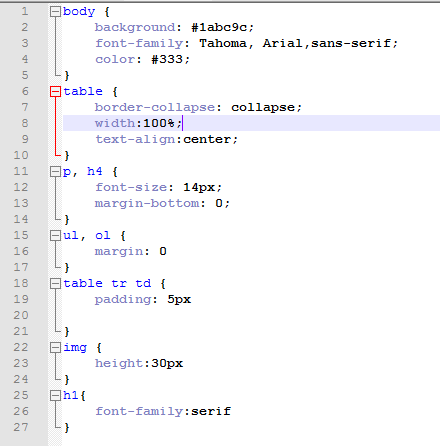 1 body {
2 background: #1abc9c;
3 font-family: Tahoma, Arial,sans-serif;
4 color: #333;
5 }
6 table {
7 border-collapse: collapse;
8 width:100%;
9 text-align:center;
10 }
11 p, h4 {
12 font-size: 14px;
13 margin-bottom: 0;
14 }
15 ul, ol {
16 margin: 0
17 }
18 table tr td {
19 padding: 5px
20
21 }
22 img {
23 height:30px
24 }
25 h1{
26 font-family:serif
27 }